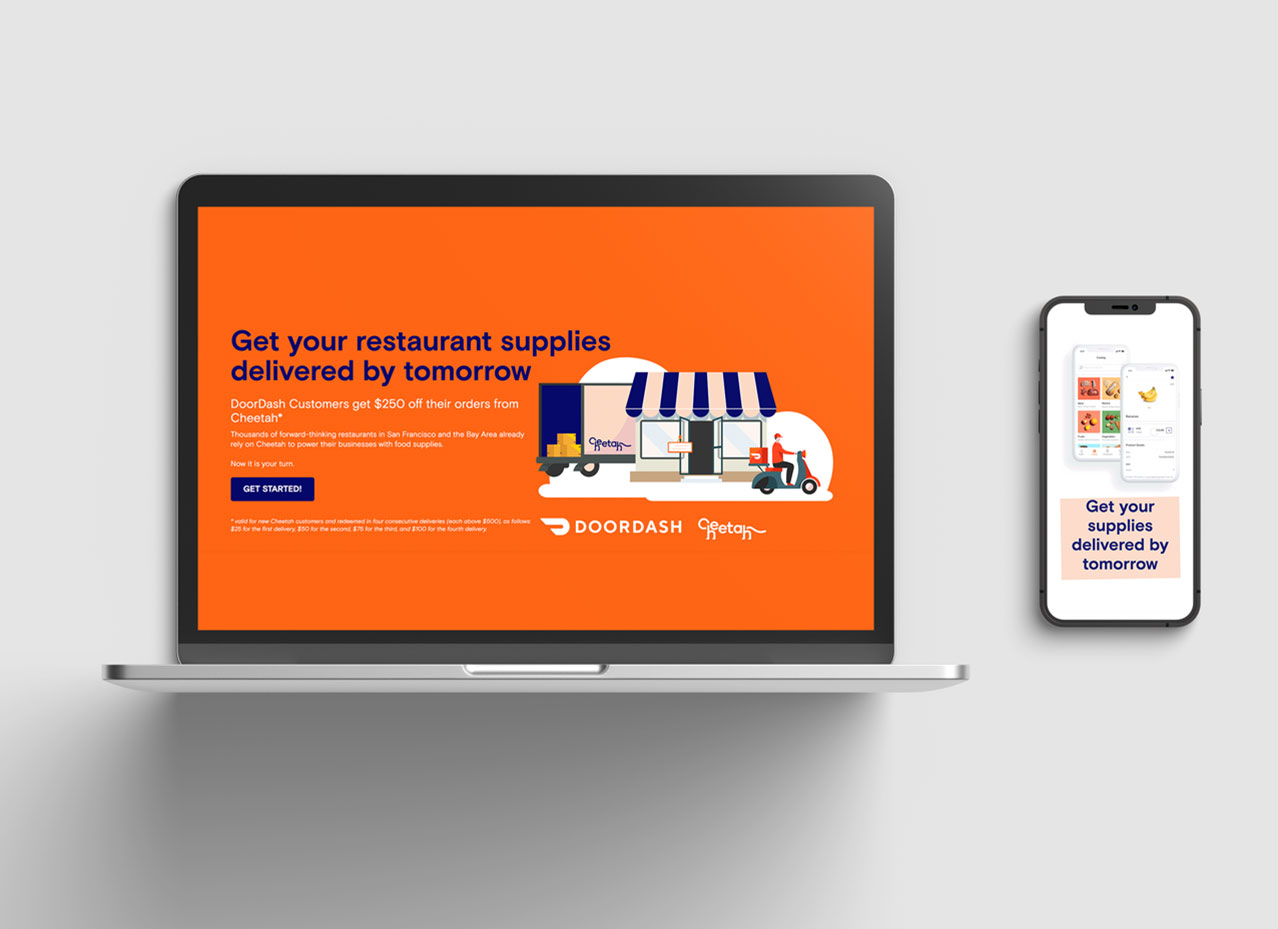 Get your restaurant supplies
delivered by tomorrow
DoorDash Customers get $250 off their orders from
Cheetah*
Thousands of forward-thinking restaurants in San Francisco and the Bay Area already
rely on Cheetah to power their businesses with food supplies.
Now it is your turn.
GET STARTED!
* valid for new Cheetah customers and redeemed in four consecutive deliveries (each above $500), as follows:
$25 for the first delivery, $50 for the second, $75 for the third, and $100 for the fourth delivery.
cheetah
DOORDASH
cheetah
Get your
supplies
delivered by
tomorrow